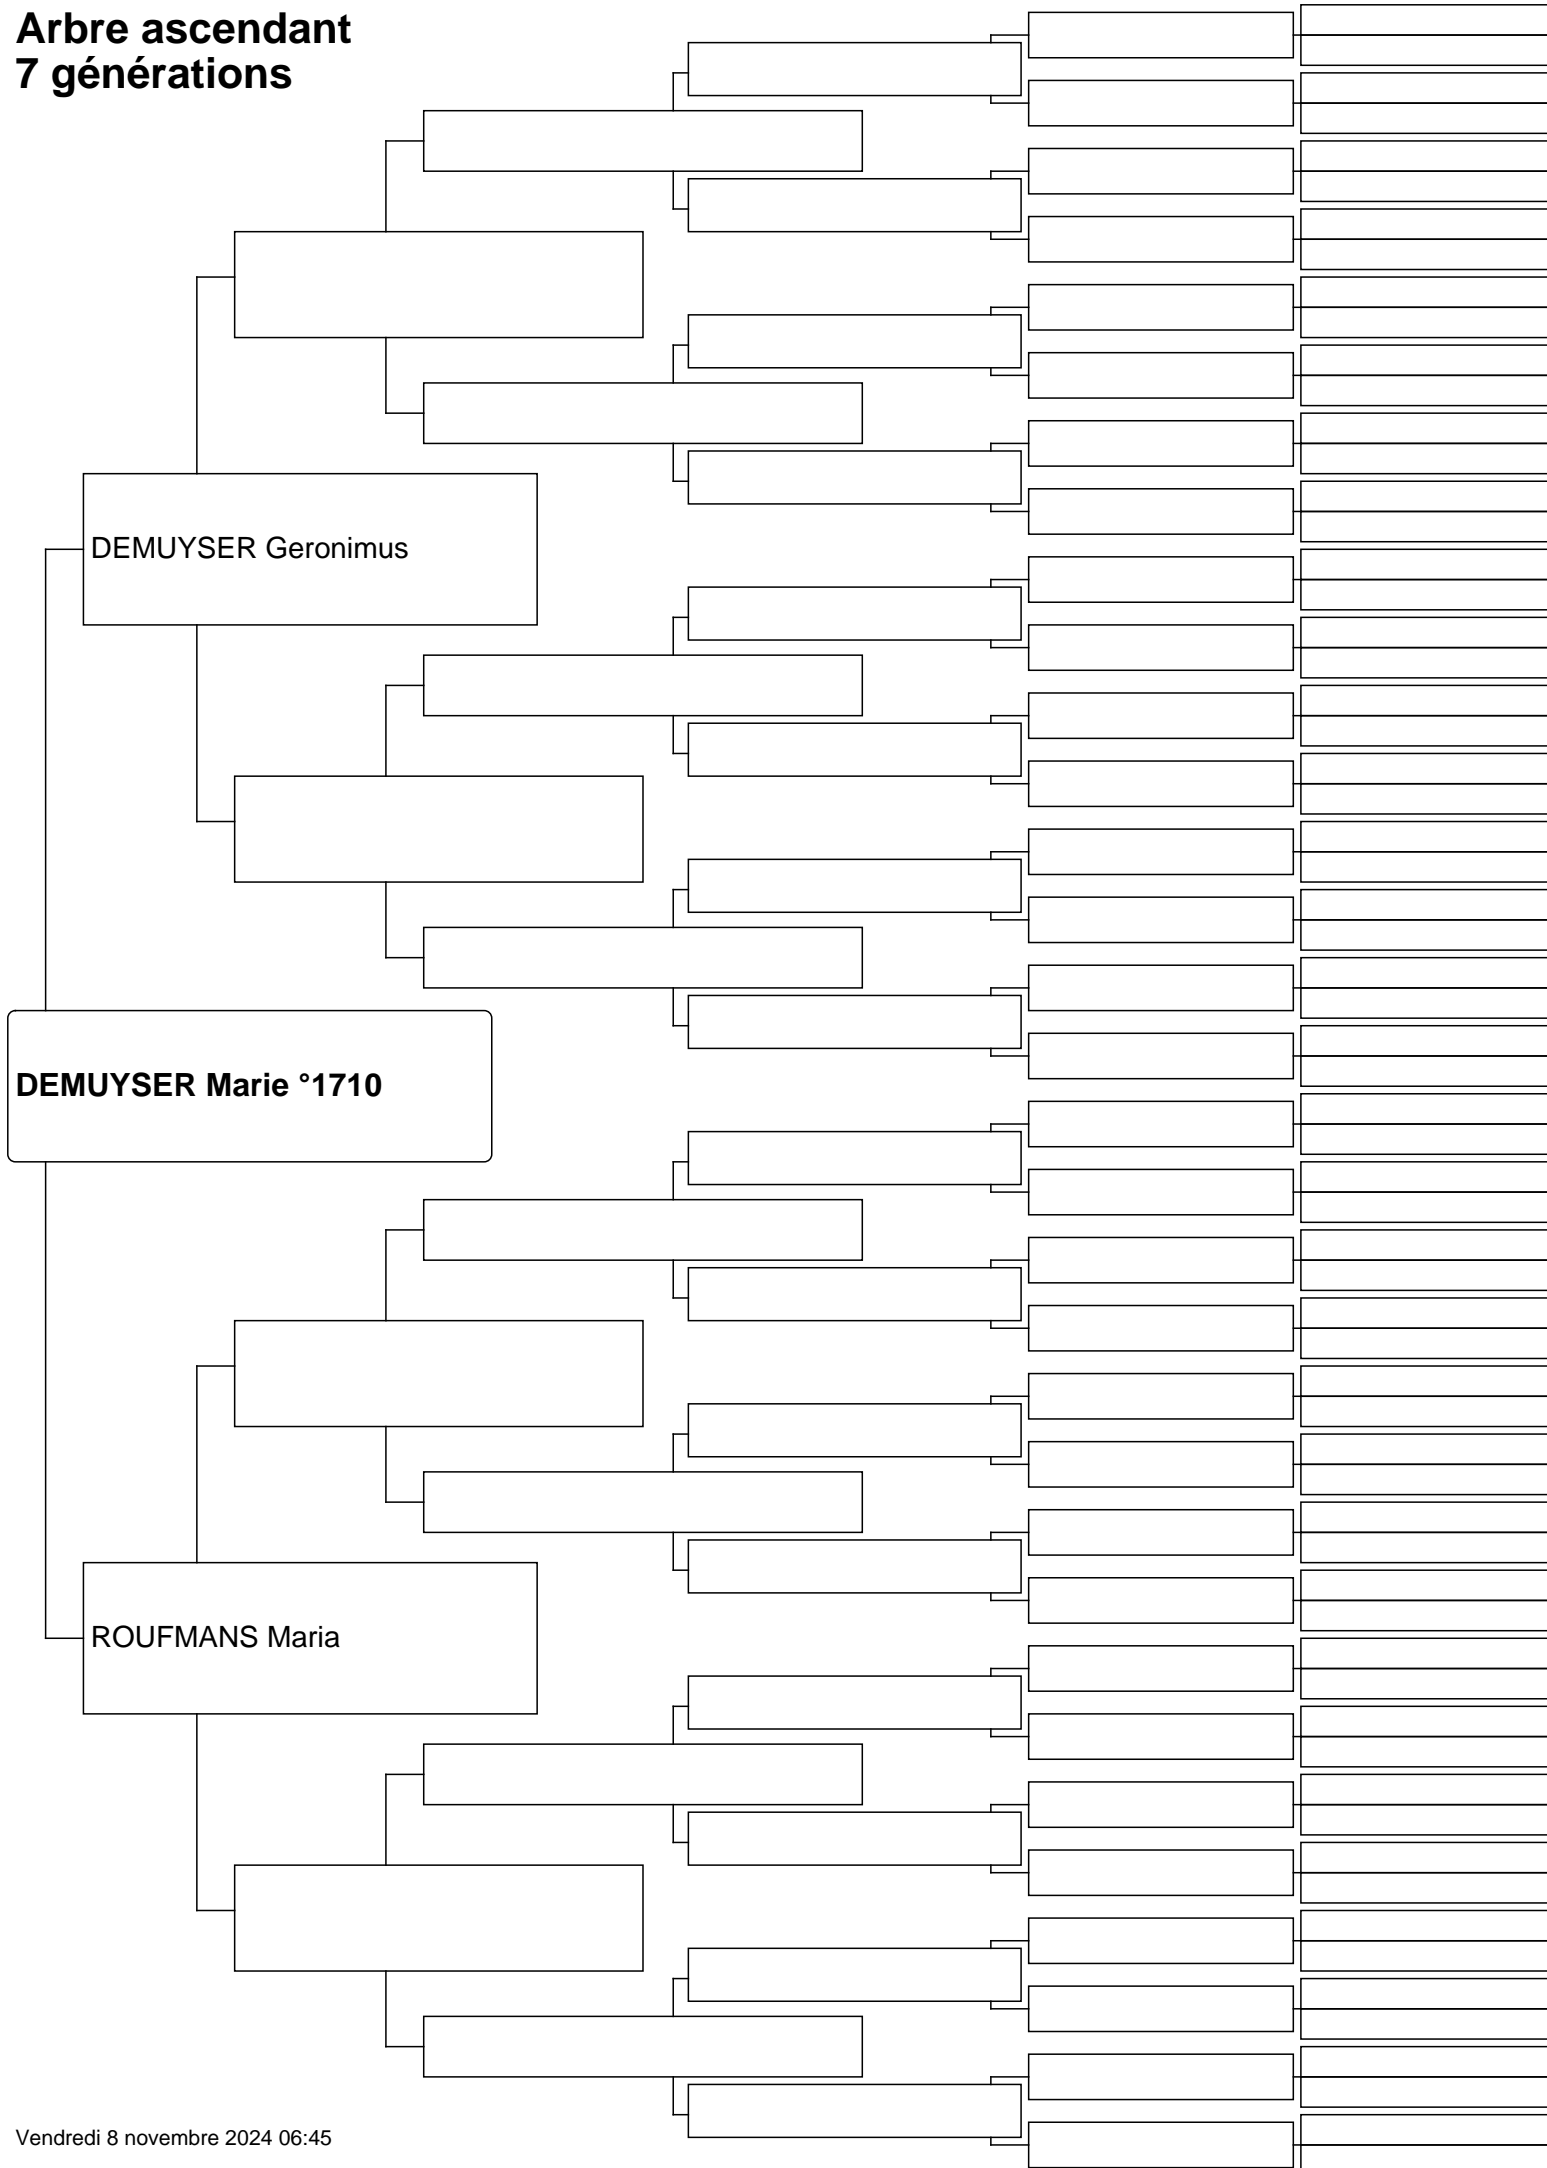 Arbre ascendant
7 générations
DEMUYSER Geronimus
DEMUYSER Marie °1710
ROUFMANS Maria
Vendredi 8 novembre 2024 06:45